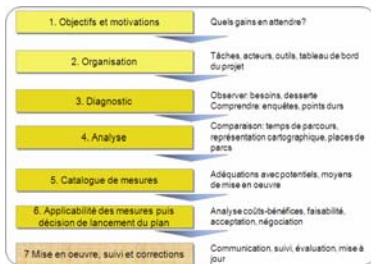 1. Objectifs et motivations
Quels gains en attendre?
2. Organisation
Tâches, acteurs, outils, tableau de bord
du projet
3. Diagnostic
Observer: besoins, desserte
Comprendre: enquêtes, points durs
4. Analyse
Comparaison: temps de parcours,
représentation cartographique, places de
parcs
5. Catalogue de mesures
Adéquations avec potentiels, moyens
de mise en oeuvre
6. Applicabilité des mesures puis
décision de lancement du plan
Analyse coûts-bénéfices, faisabilité,
acceptation, négociation
7 Mise en oeuvre, suivi et corrections
Communication, suivi, évaluation, mise à
jour